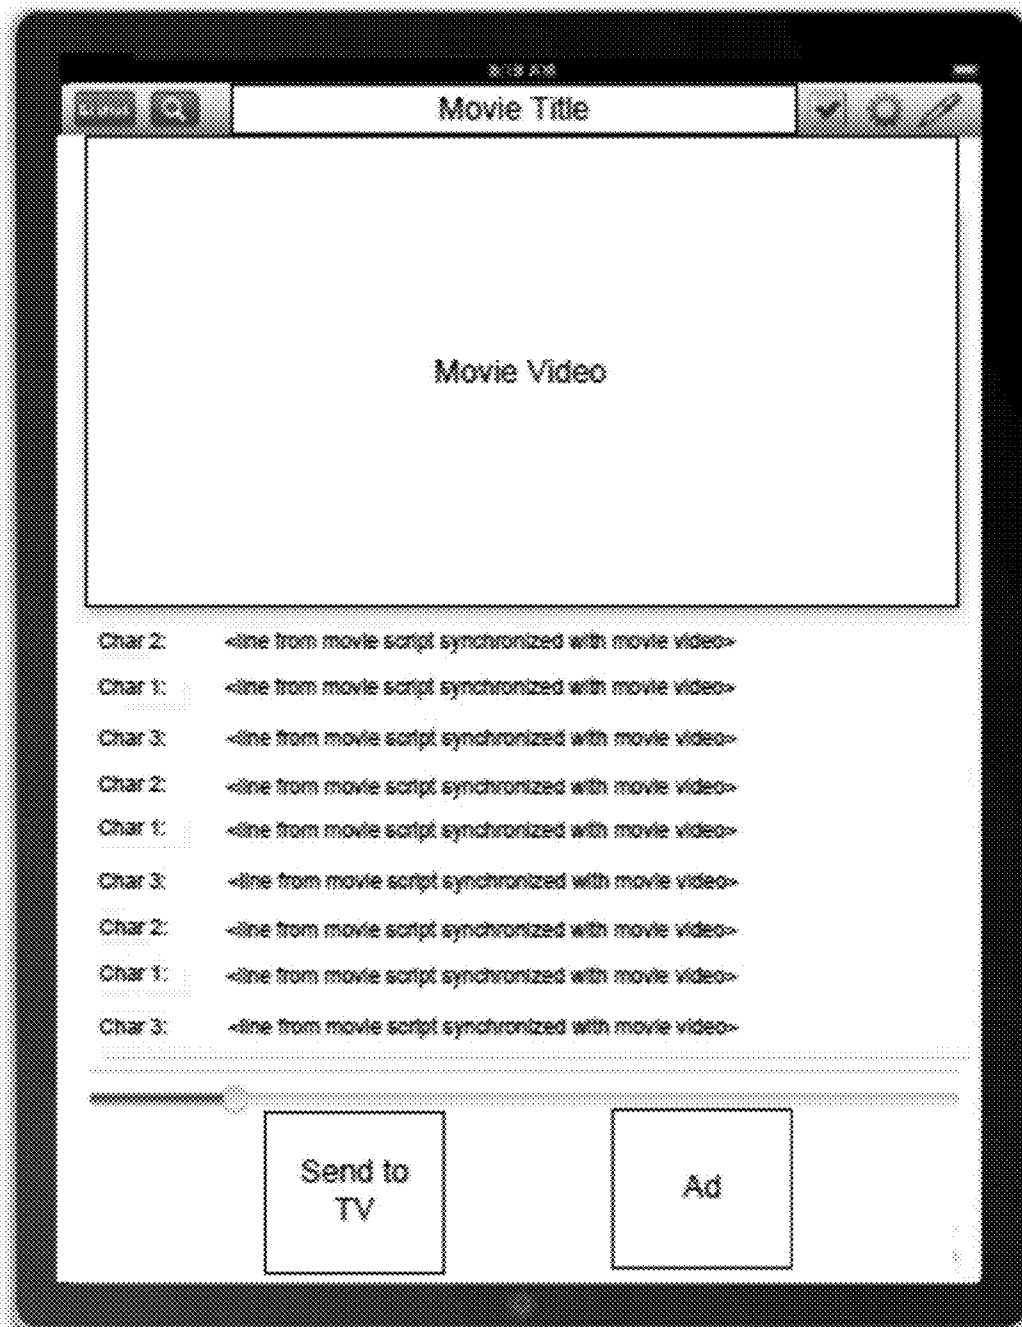 Movie Title
Movie Video
Char 2: <line from movie script synchronized with movie video>
Char 1: <line from movie script synchronized with movie video>
Char 3: <line from movie script synchronized with movie video>
Char 2: <line from movie script synchronized with movie video>
Char 1: <line from movie script synchronized with movie video>
Char 3: <line from movie script synchronized with movie video>
Char 2: <line from movie script synchronized with movie video>
Char 1: <line from movie script synchronized with movie video>
Char 3: <line from movie script synchronized with movie video>
Send to
TV
Ad